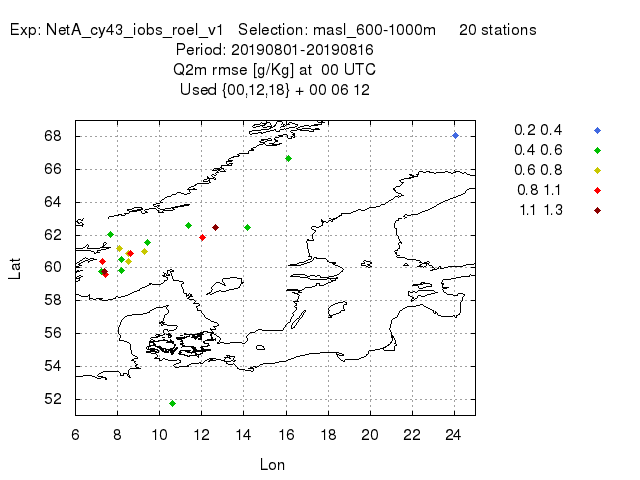 Exp: NetA_cy43_iobs_roel_v1 Selection: masl_600-1000m 20 stations
Period: 20190801-20190816
Q2m rmse [g/Kg] at 00 UTC
Used {00,12,18} + 00 06 12
68
66
64
62
60
58
56
54
52
Lat
6 8 10 12 14 16 18 20 22 24
Lon
0.2 0.4
0.4 0.6
0.6 0.8
0.8 1.1
1.1 1.3